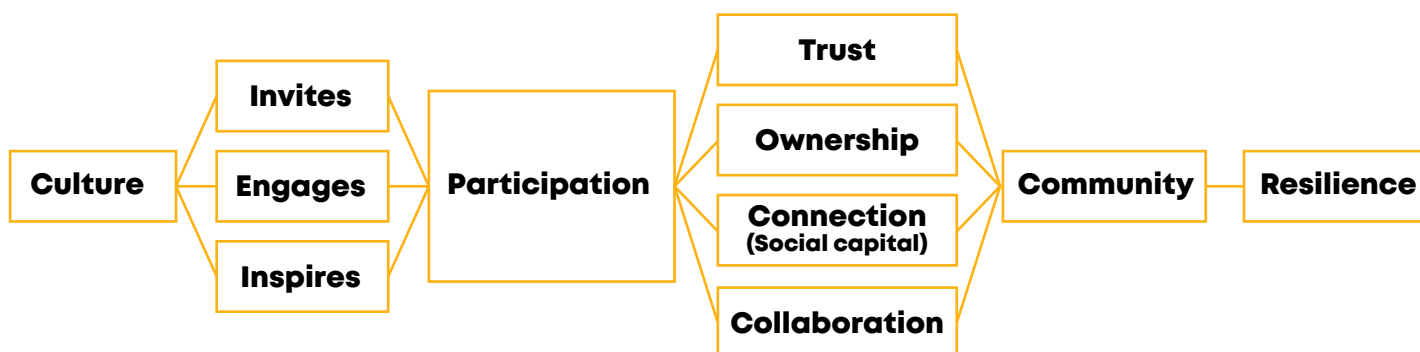 Culture
Invites
Engages
Inspires
Participation
Trust
Ownership
Connection
(Social capital)
Collaboration
Community
Resilience